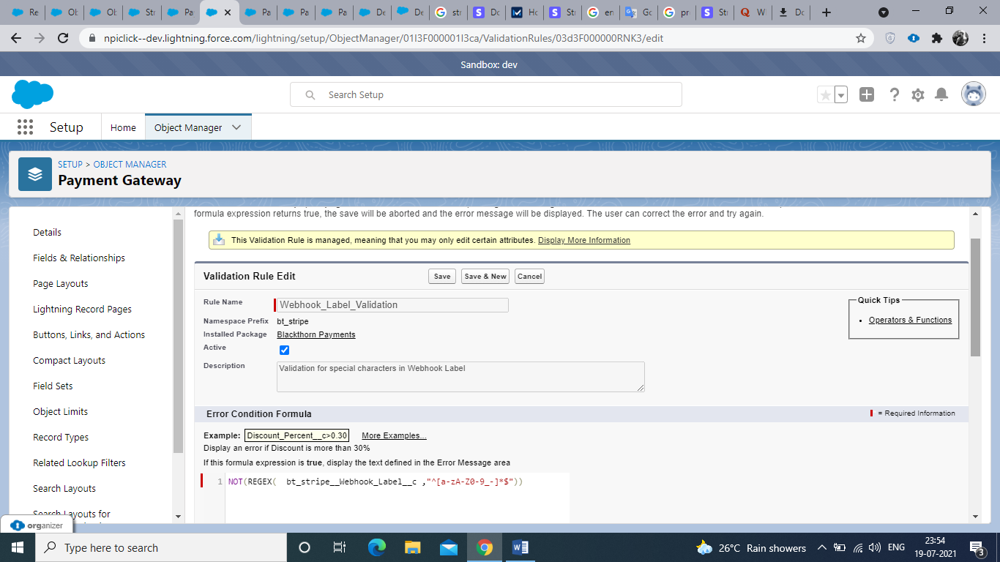 Re
Ob
Ob
Str
Pa
Pa
Pa
Pa
De
De
str
Do
Ho
Str
en
Go
pr
Str
W
Do
npiclick--dev.lightning.force.com/lightning/setup/ObjectManager/01I3F000001I3ca/ValidationRules/03d3F000000RNK3/edit
Sandbox: dev
Search Setup
Setup
Home
Object Manager
SETUP > OBJECT MANAGER
Payment Gateway
Details
Fields & Relationships
Page Layouts
Lightning Record Pages
Buttons, Links, and Actions
Compact Layouts
Field Sets
Object Limits
Record Types
Related Lookup Filters
Search Layouts
Search Layouts for
formula expression returns true, the save will be aborted and the error message will be displayed. The user can correct the error and try again.
This Validation Rule is managed, meaning that you may only edit certain attributes. Display More Information
Validation Rule Edit
Save
Save & New
Cancel
Rule Name
Webhook_Label_Validation
Namespace Prefix bt_stripe
Installed Package Blackthorn Payments
Active
Description
Validation for special characters in Webhook Label
Quick Tips
• Operators & Functions
Error Condition Formula
= Required Information
Example: Discount_Percent__c>0.30 More Examples...
Display an error if Discount is more than 30%
If this formula expression is true, display the text defined in the Error Message area
1 NOT(REGEX( bt_stripe__Webhook_Label__c ,"^[a-zA-Z0-9_-]*$"))
organizer
Type here to search
26°C Rain showers
ENG
23:54
19-07-2021
3